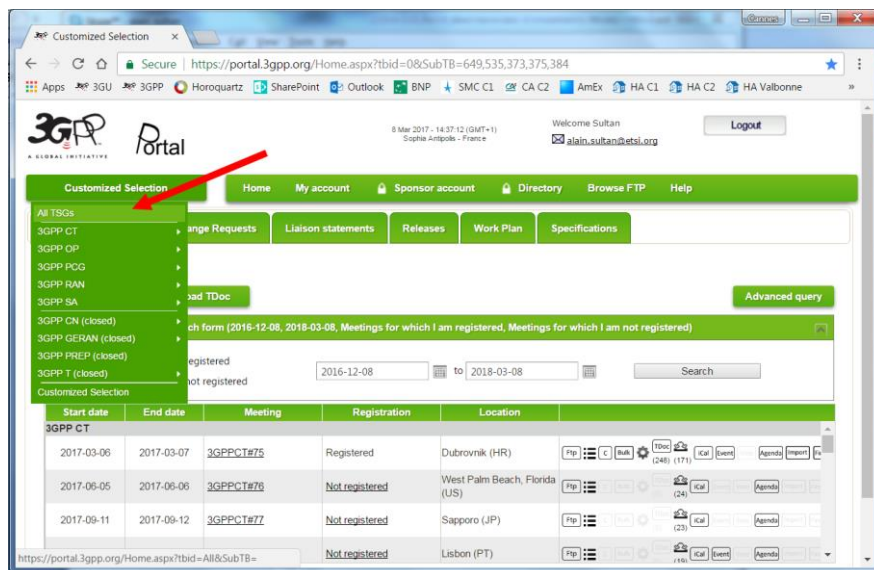 Customized Selection
Secure | https://portal.3gpp.org/Home.aspx?tbid=0&SubTB=649,535,373,375,384
Apps 3GU 3GPP Horoquartz SharePoint Outlook BNP SMC C1 CA C2 AmEx HA C1 HA C2 HA Valbonne »
3GPP
A GLOBAL INITIATIVE
Portal
8 Mar 2017 - 14:37:12 (GMT+1)
Sophia Antipolis - France
Welcome Sultan
alain.sultan@etsi.org
Logout
Customized Selection Home My account Sponsor account Directory Browse FTP Help
All TSGs
3GPP CT
3GPP OP
3GPP PCG
3GPP RAN
3GPP SA
3GPP CN (closed)
3GPP GERAN (closed)
3GPP PREP (closed)
3GPP T (closed)
Customized Selection
ange Requests Liaison statements Releases Work Plan Specifications
ad TDoc Advanced query
ch form (2016-12-08, 2018-03-08, Meetings for which I am registered, Meetings for which I am not registered)
egistered
not registered
2016-12-08 to 2018-03-08 Search
Start date End date Meeting Registration Location
3GPP CT
2017-03-06 2017-03-07 3GPPCT#75 Registered Dubrovnik (HR) Ftp C Bulk TDoc (248) (171) iCal Event Agenda Import
2017-06-05 2017-06-06 3GPPCT#76 Not registered West Palm Beach, Florida (US) Ftp (24) iCal Agenda
2017-09-11 2017-09-12 3GPPCT#77 Not registered Sapporo (JP) Ftp (23) iCal Agenda
Not registered Lisbon (PT) Ftp (19) iCal Event Agenda
https://portal.3gpp.org/Home.aspx?tbid=All&SubTB=